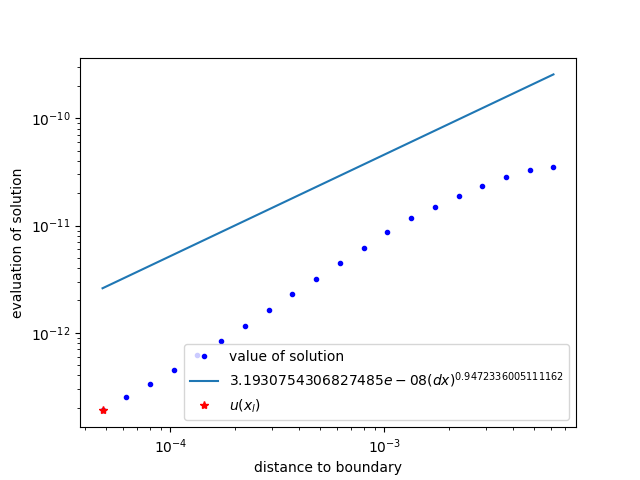 10⁻¹⁰
10⁻¹¹
10⁻¹²
evaluation of solution
value of solution
3.1930754306827485e − 08(dx)^0.9472336005111162
u(x_l)
10⁻⁴
10⁻³
distance to boundary